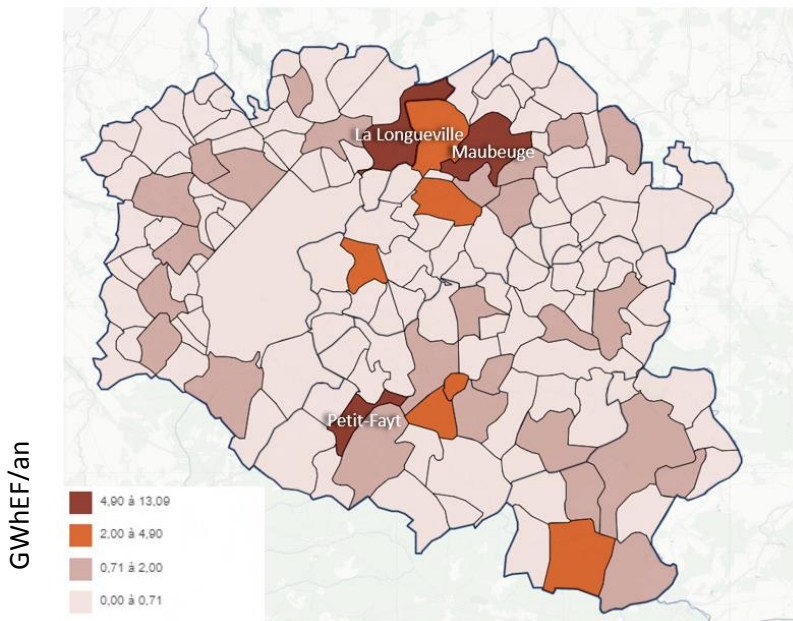 La Longueville
Maubeuge
Petit-Fayt
GWhEF/an
4,90 à 13,09
2,00 à 4,90
0,71 à 2,00
0,00 à 0,71